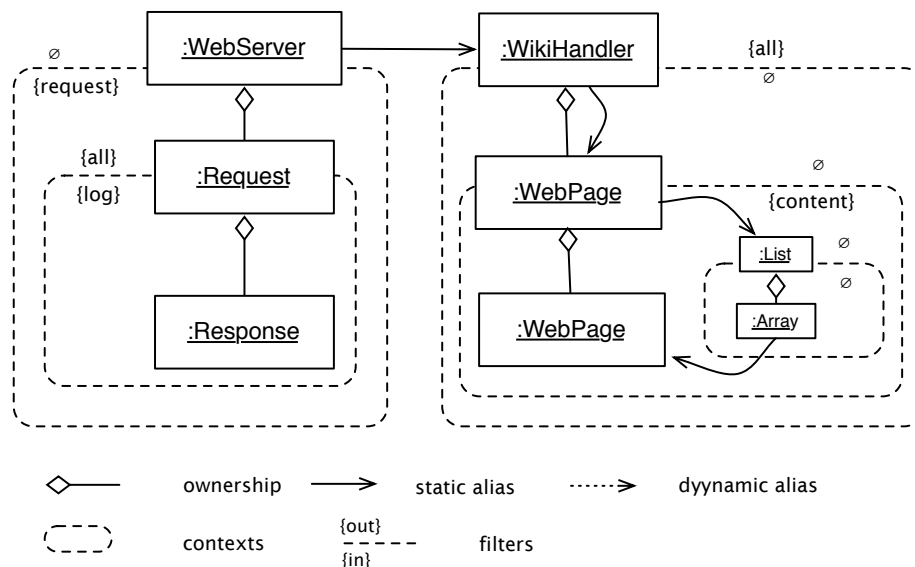 :WebServer
:WikiHandler
∅
{all}
{request}
∅
{all}
:Request
∅
{log}
:WebPage
{content}
∅
:List
∅
:Array
:Response
:WebPage
ownership
static alias
dyynamic alias
{out}
contexts
filters
{in}